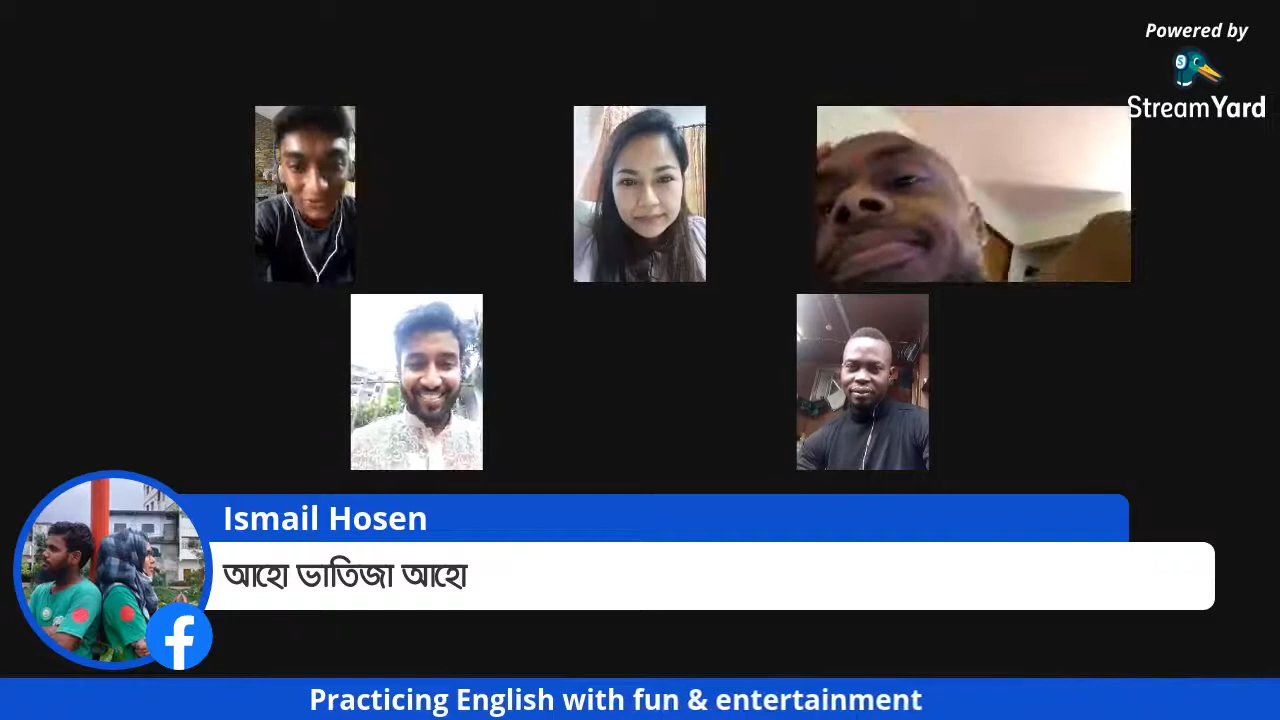 Powered by
StreamYard
Ismail Hosen
আহো ভাতিজা আহো
Practicing English with fun & entertainment